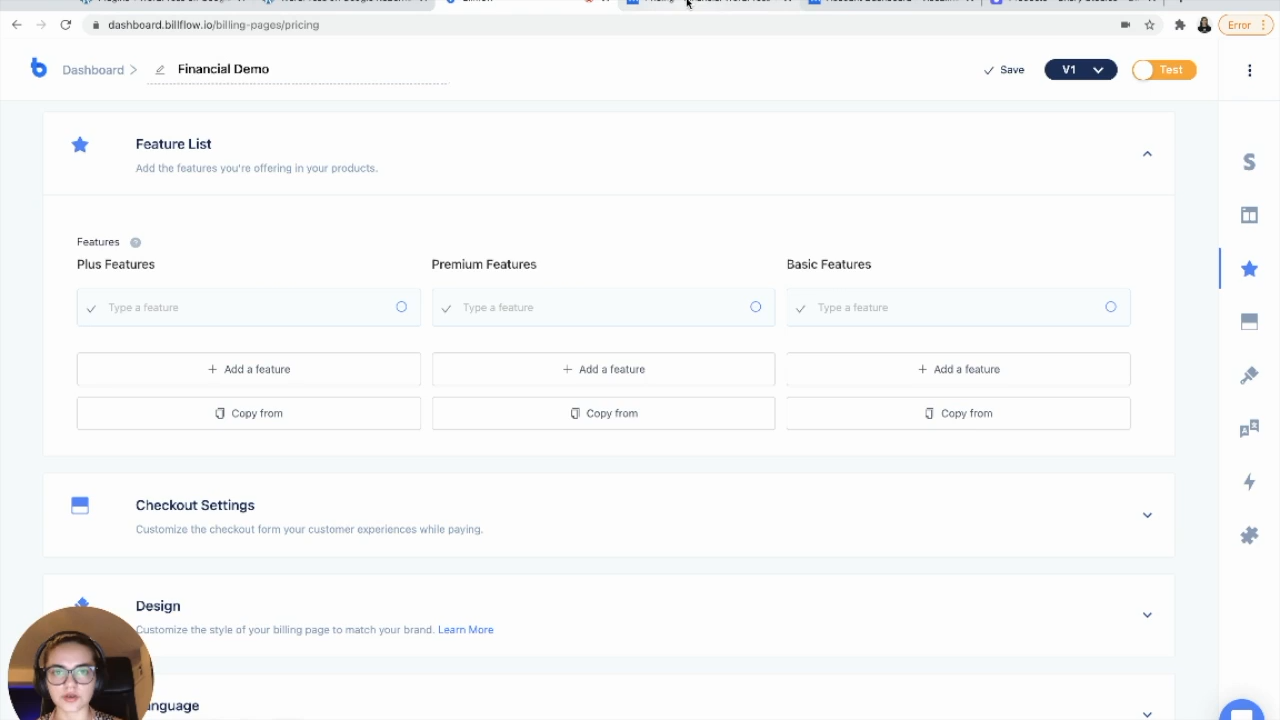 dashboard.billflow.io/billing-pages/pricing
Error
Dashboard
Financial Demo
Save
V1
Test
Feature List
Add the features you're offering in your products.
Features
Plus Features
Premium Features
Basic Features
Type a feature
Type a feature
Type a feature
+ Add a feature
+ Add a feature
+ Add a feature
Copy from
Copy from
Copy from
Checkout Settings
Customize the checkout form your customer experiences while paying.
Design
Customize the style of your billing page to match your brand. Learn More
anguage